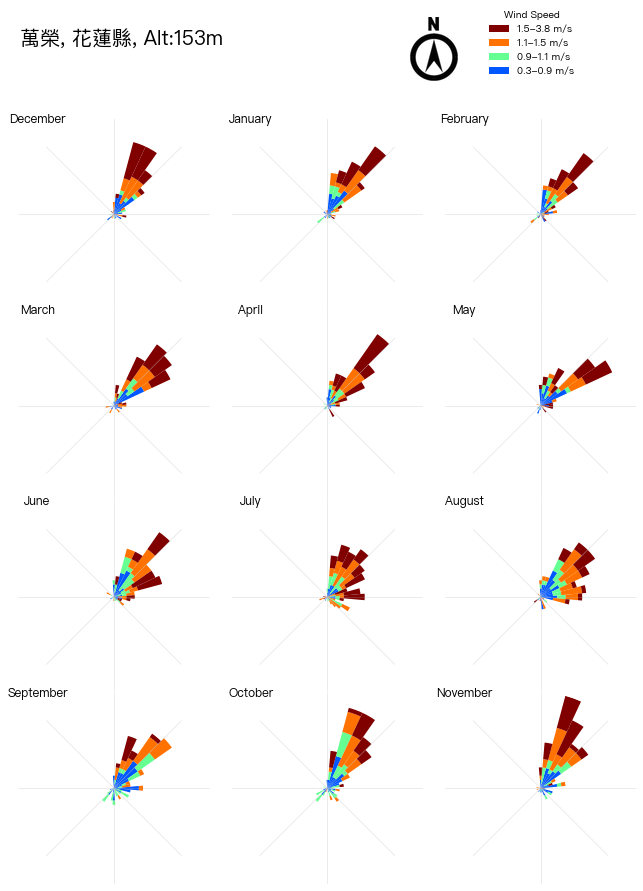 萬榮, 花蓮縣, Alt:153m
N
Wind Speed
1.5–3.8 m/s
1.1–1.5 m/s
0.9–1.1 m/s
0.3–0.9 m/s
December
January
February
March
April
May
June
July
August
September
October
November